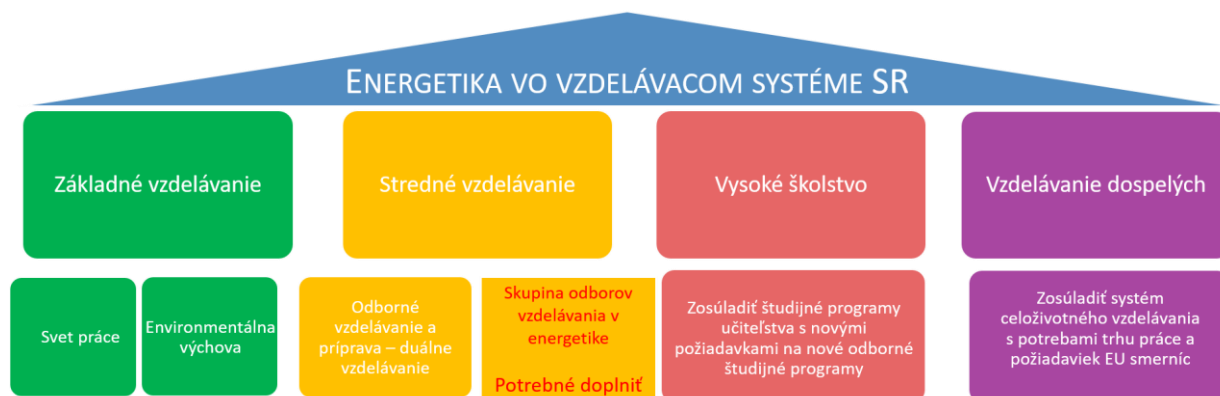 ENERGETIKA VO VZDELÁVACOM SYSTÉME SR
Základné vzdelávanie
Stredné vzdelávanie
Vysoké školstvo
Vzdelávanie dospelých
Svet práce
Environmentálna
výchova
Odborné
vzdelávanie a
príprava – duálne
vzdelávanie
Skupina odborov
vzdelávania v
energetike
Potrebné doplniť
Zosúladiť študijné programy
učiteľstva s novými
požiadavkami na nové odborné
študijné programy
Zosúladiť systém
celoživotného vzdelávania
s potrebami trhu práce a
požiadaviek EU smerníc